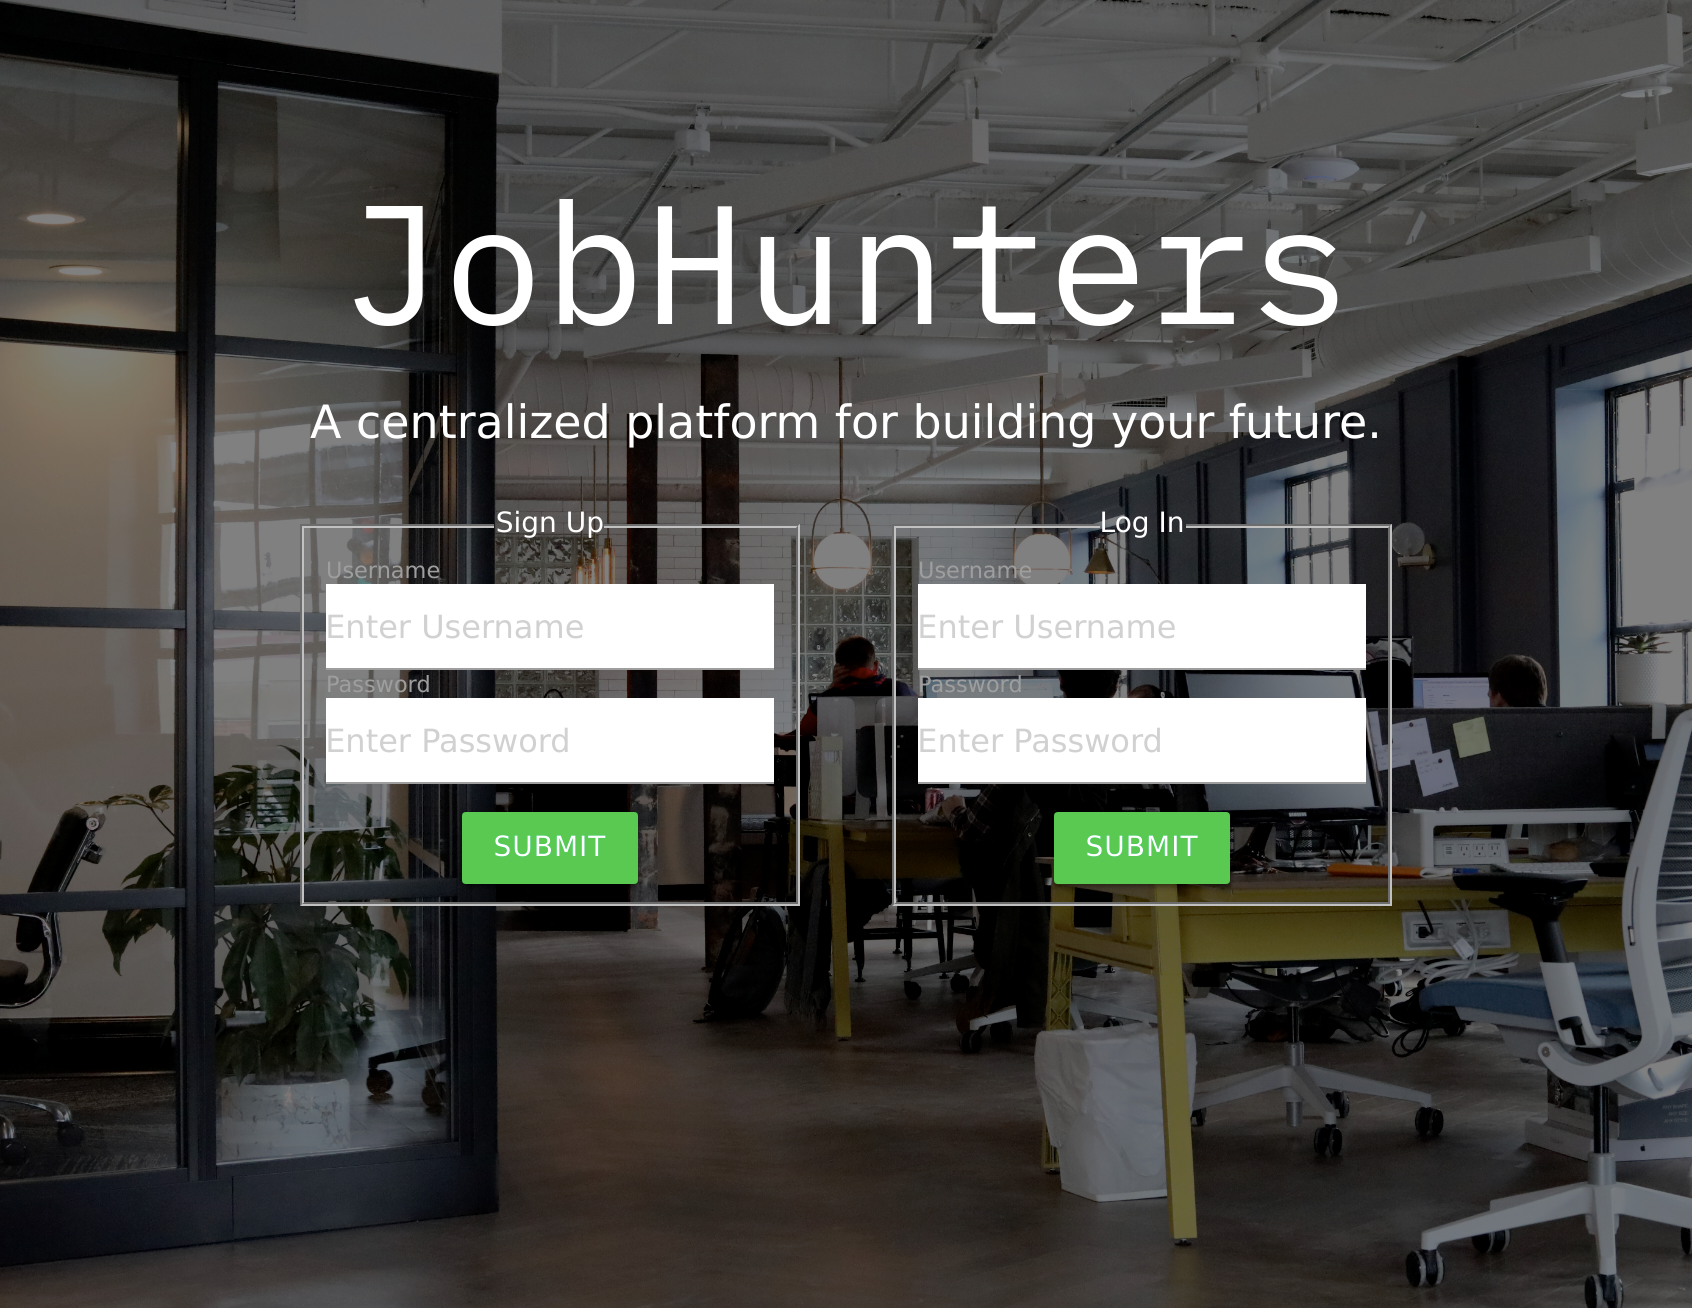 JobHunters
A centralized platform for building your future.
Sign Up
Username
Enter Username
Password
Enter Password
SUBMIT
Log In
Username
Enter Username
Password
Enter Password
SUBMIT